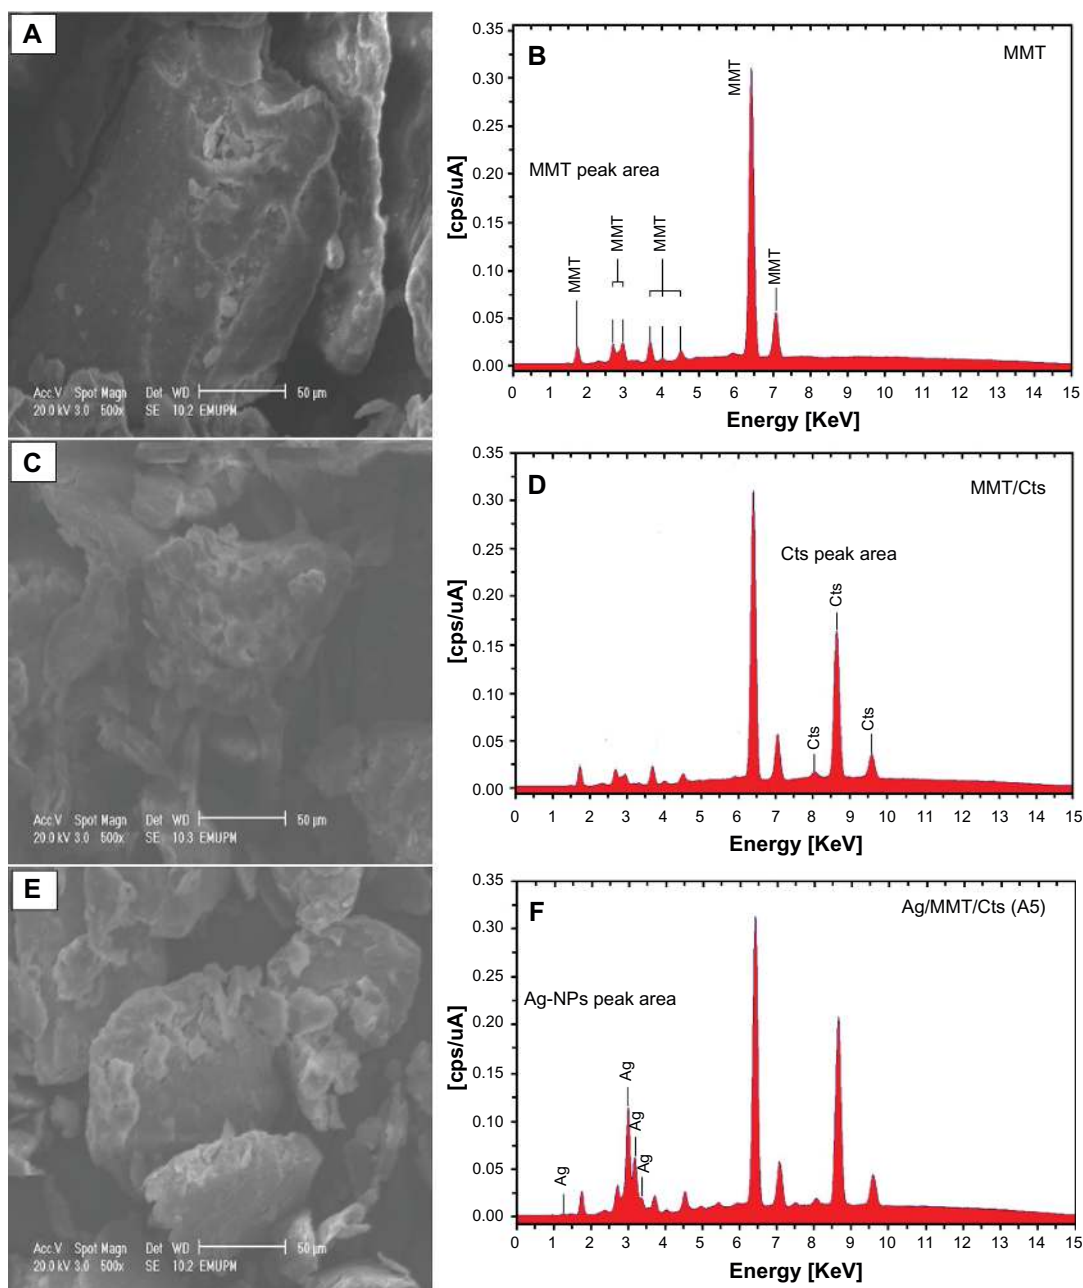 A
Acc.V Spot Magn Det WD 50 µm
20.0 kV 3.0 500x SE 10.2 EMUPM
B
MMT
MMT peak area
MMT
MMT
MMT
MMT
MMT
[cps/uA]
0.35
0.30
0.25
0.20
0.15
0.10
0.05
0.00
0 1 2 3 4 5 6 7 8 9 10 11 12 13 14 15
Energy [KeV]
C
Acc.V Spot Magn Det WD 50 µm
20.0 kV 3.0 500x SE 10.3 EMUPM
D
MMT/Cts
Cts peak area
Cts
Cts
Cts
[cps/uA]
0.35
0.30
0.25
0.20
0.15
0.10
0.05
0.00
0 1 2 3 4 5 6 7 8 9 10 11 12 13 14 15
Energy [KeV]
E
Acc.V Spot Magn Det WD 50 µm
20.0 kV 3.0 500x SE 10.2 EMUPM
F
Ag/MMT/Cts (A5)
Ag-NPs peak area
Ag
Ag
Ag
Ag
[cps/uA]
0.35
0.30
0.25
0.20
0.15
0.10
0.05
0.00
0 1 2 3 4 5 6 7 8 9 10 11 12 13 14 15
Energy [KeV]